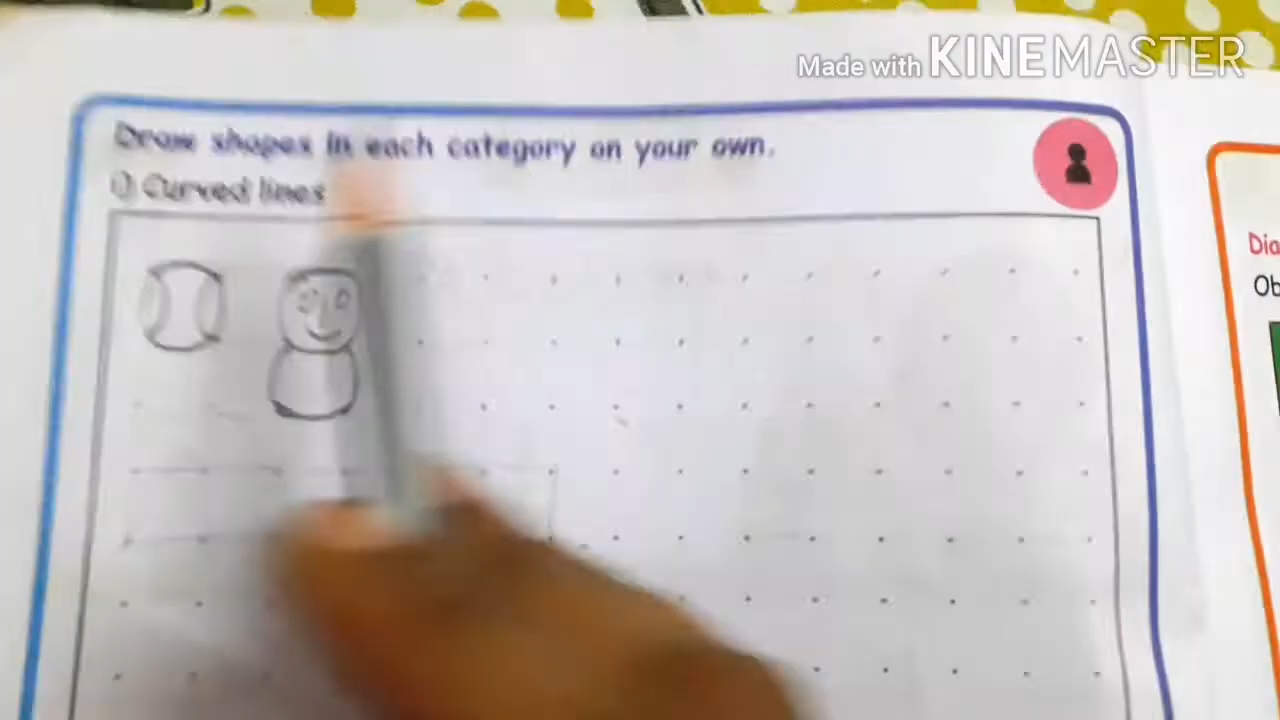 Made with KINEMASTER
Draw shapes in each category on your own.
i) Curved lines
Dia
Ob